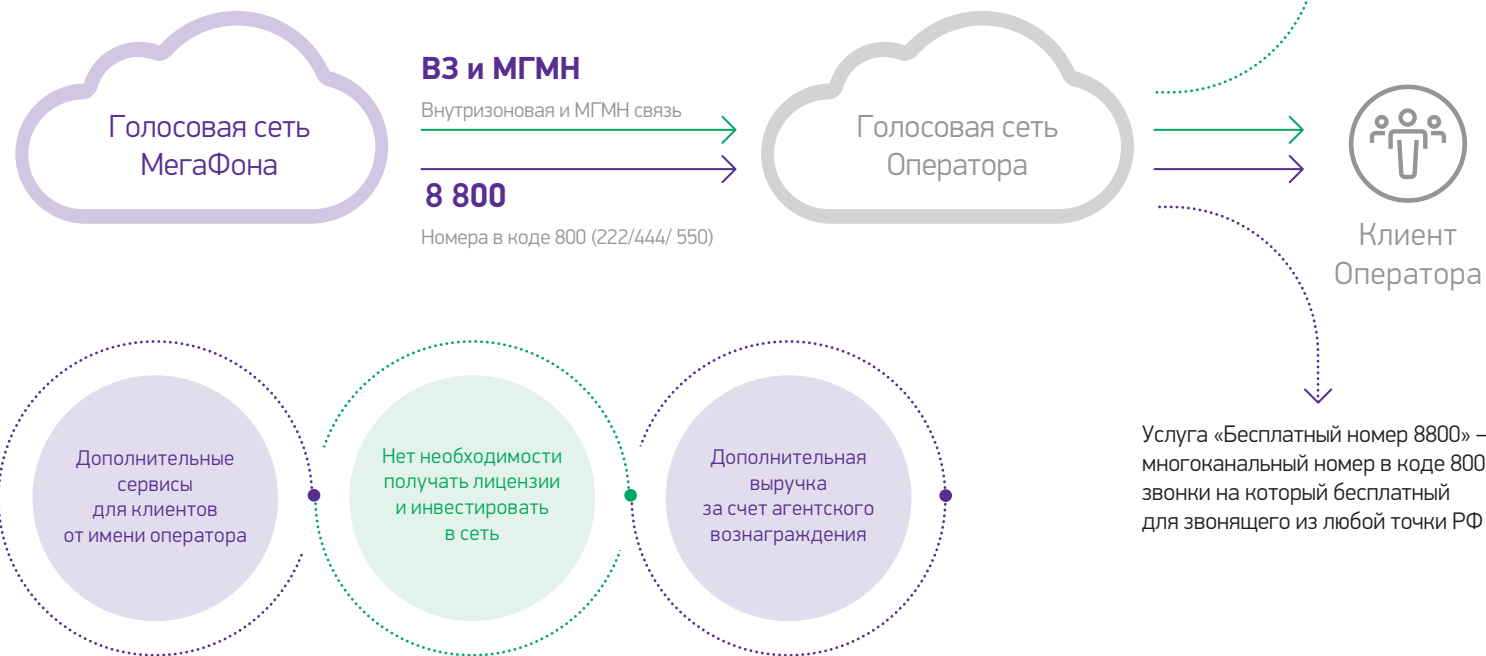 Голосовая сеть
МегаФона
ВЗ и МГМН
Внутризоновая и МГМН связь
8 800
Номера в коде 800 (222/444/ 550)
Голосовая сеть
Оператора
Клиент
Оператора
Дополнительные
сервисы
для клиентов
от имени оператора
Нет необходимости
получать лицензии
и инвестировать
в сеть
Дополнительная
выручка
за счет агентского
вознаграждения
Услуга «Бесплатный номер 8800» –
многоканальный номер в коде 800
звонки на который бесплатный
для звонящего из любой точки РФ